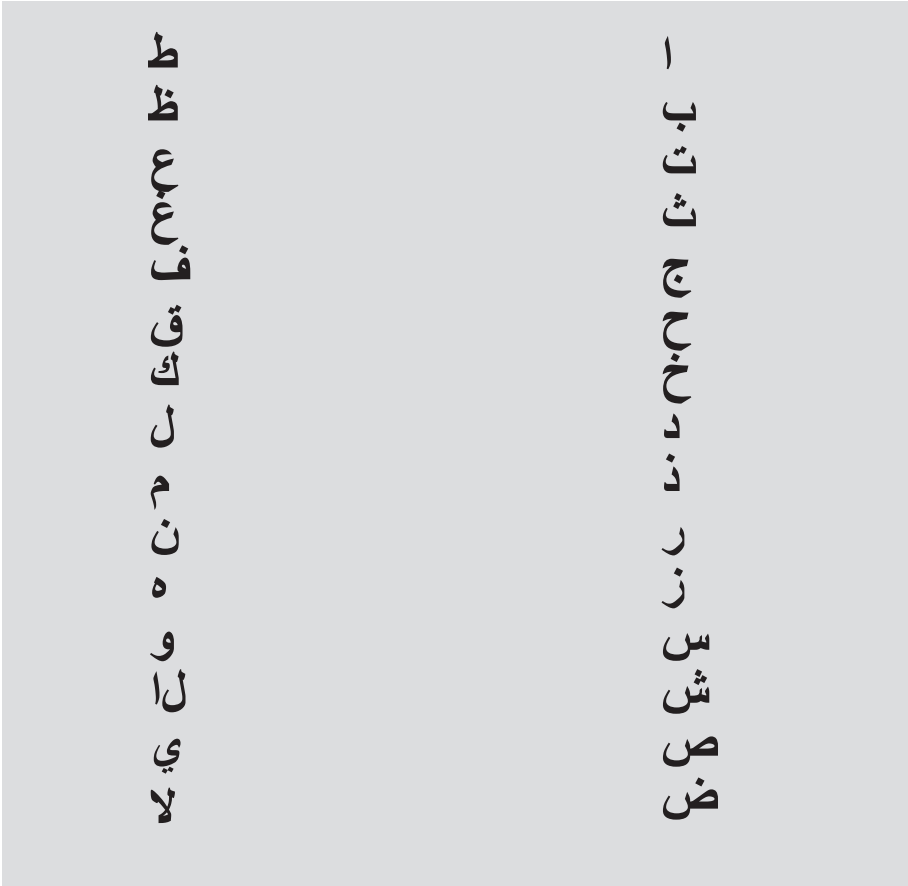 ا
ب
ت
ث
ج
ح
خ
د
ذ
ر
ز
س
ش
ص
ض
ط
ظ
ع
غ
ف
ق
ك
ل
م
ن
ه
و
ال
ي
لا